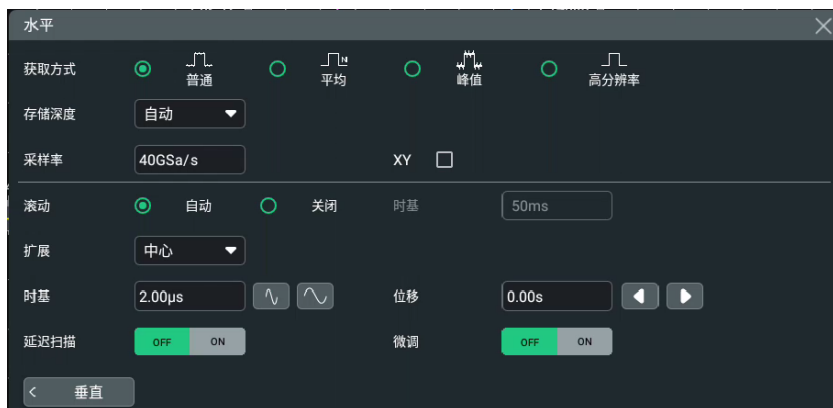 水平
获取方式 普通 平均 峰值 高分辨率
存储深度 自动
采样率 40GSa/s XY
滚动 自动 关闭 时基 50ms
扩展 中心
时基 2.00μs 位移 0.00s
延迟扫描 OFF ON 微调 OFF ON
< 垂直